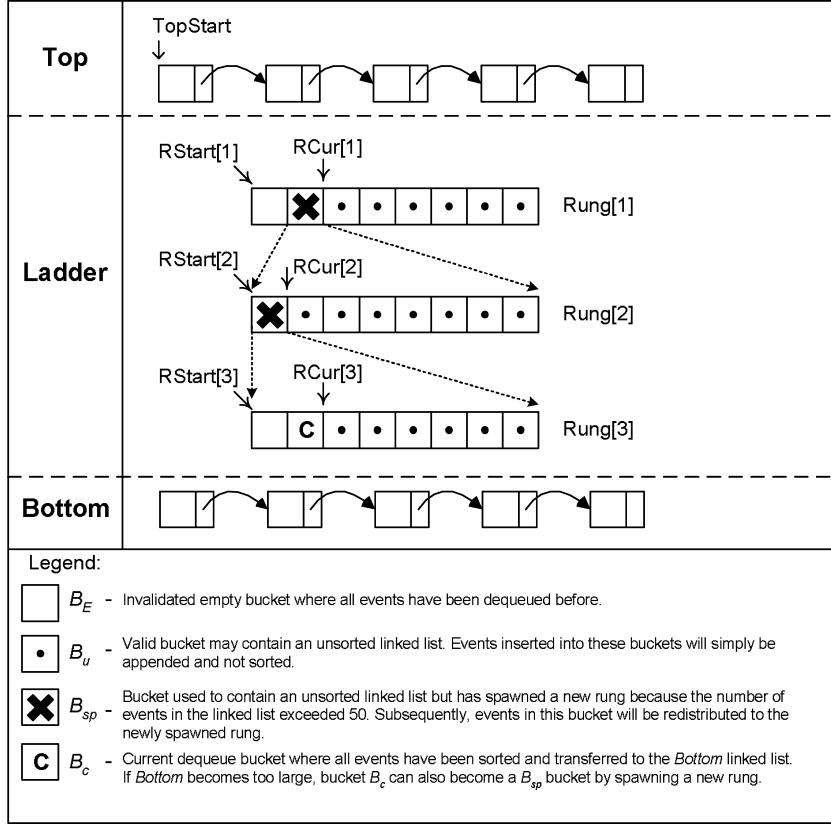 TopStart
Top
RStart[1]
RCur[1]
Rung[1]
RStart[2]
RCur[2]
Ladder
Rung[2]
RStart[3]
RCur[3]
C
Rung[3]
Bottom
Legend:
B_E - Invalidated empty bucket where all events have been dequeued before.
B_u - Valid bucket may contain an unsorted linked list. Events inserted into these buckets will simply be
appended and not sorted.
B_sp - Bucket used to contain an unsorted linked list but has spawned a new rung because the number of
events in the linked list exceeded 50. Subsequently, events in this bucket will be redistributed to the
newly spawned rung.
C B_c - Current dequeue bucket where all events have been sorted and transferred to the Bottom linked list.
If Bottom becomes too large, bucket B_c can also become a B_sp bucket by spawning a new rung.